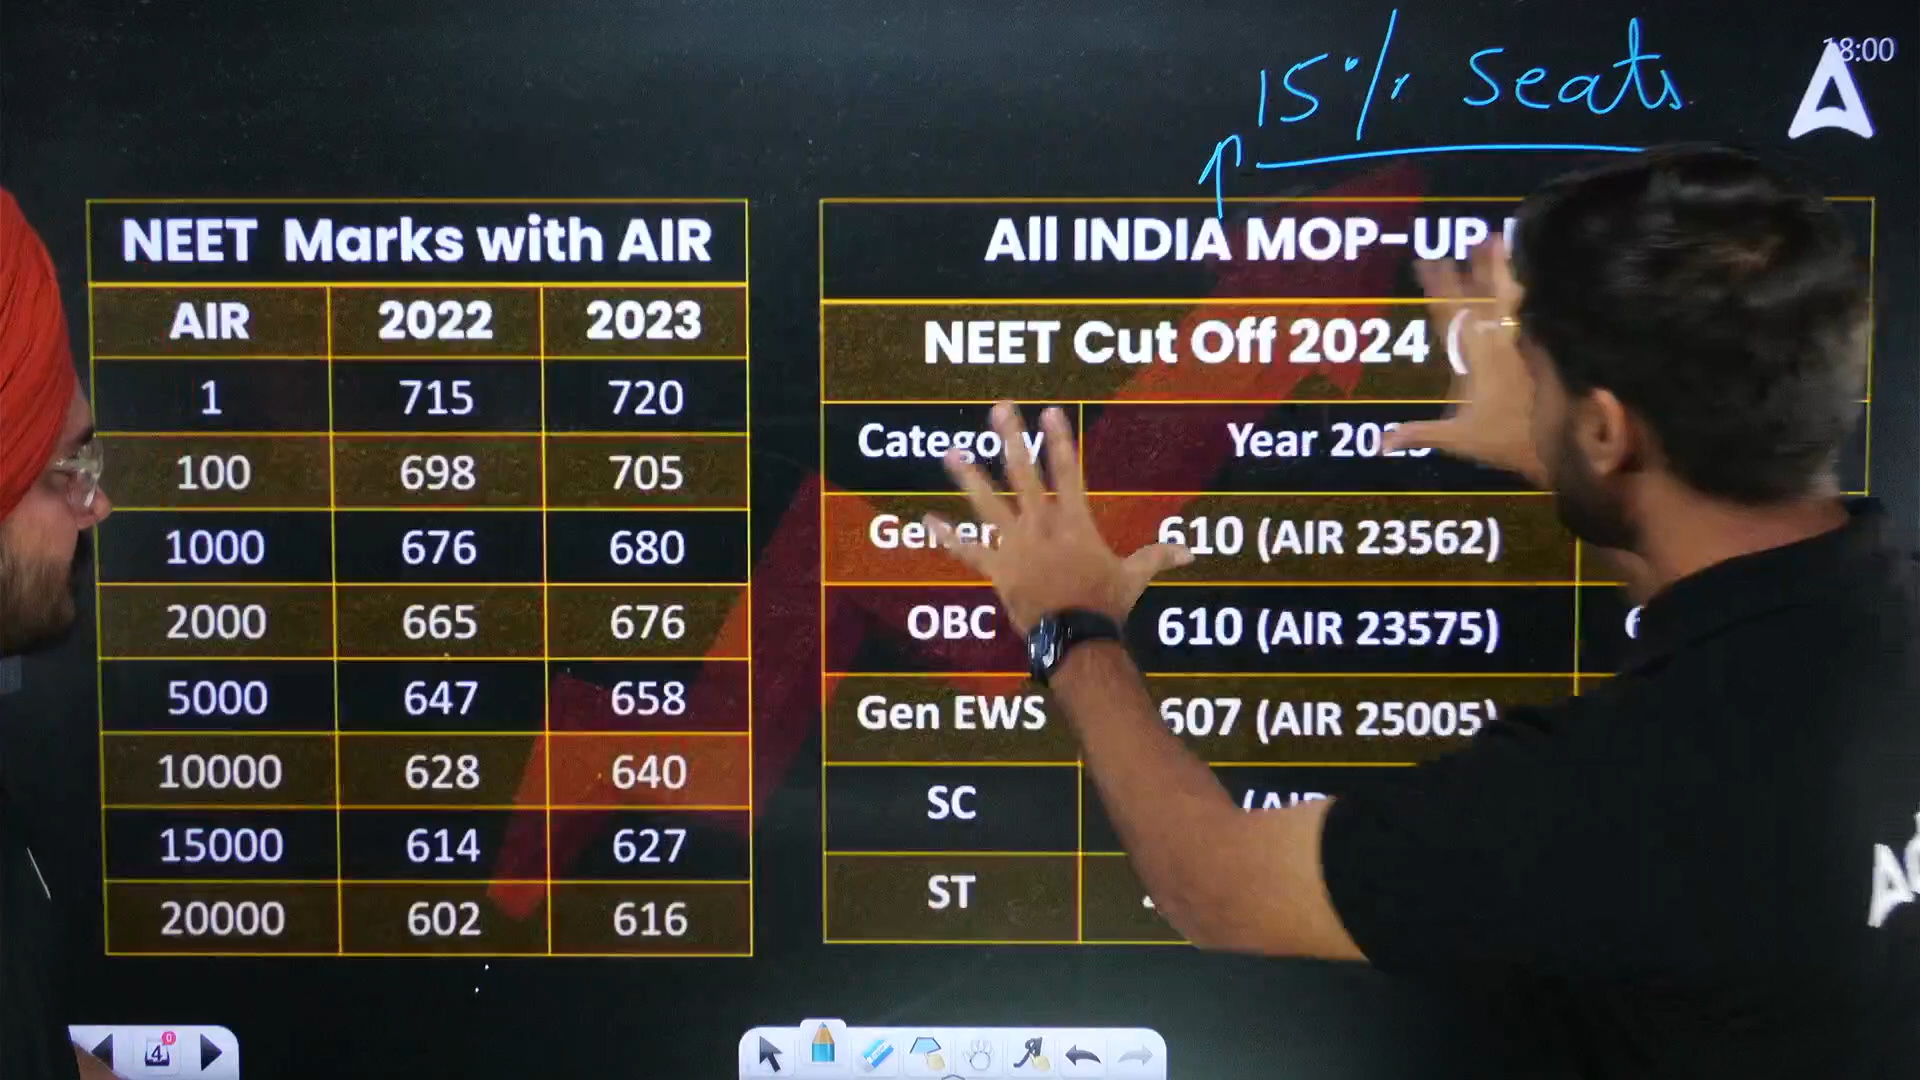 15% Seats
18:00
NEET Marks with AIR
AIR 2022 2023
1 715 720
100 698 705
1000 676 680
2000 665 676
5000 647 658
10000 628 640
15000 614 627
20000 602 616
All INDIA MOP-UP
NEET Cut Off 2024 (
Category Year
610 (AIR 23562)
OBC 610 (AIR 23575)
Gen EWS 607 (AIR 25005)
SC
ST
4
0